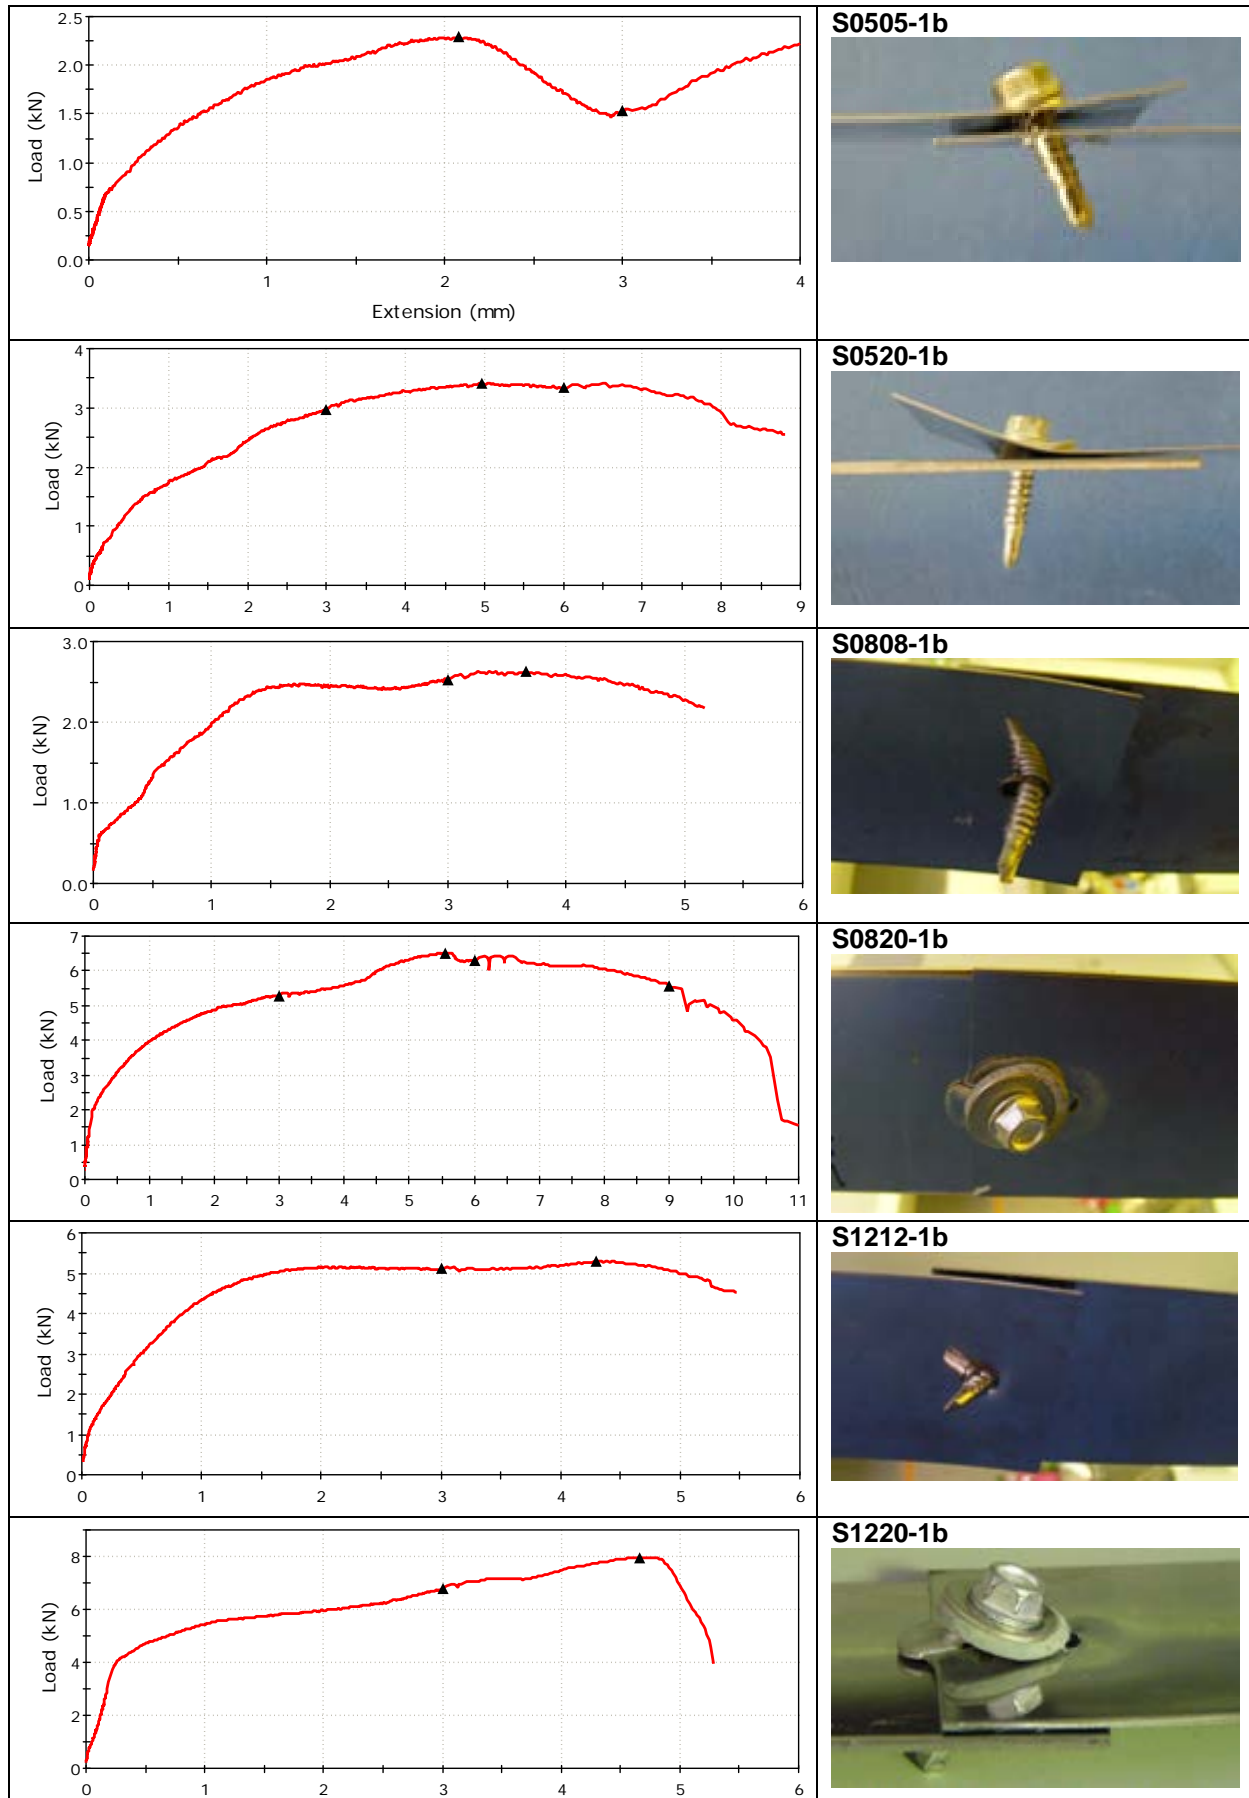 S0505-1b
2.5
2.0
1.5
1.0
0.5
0.0
Load (kN)
0 1 2 3 4
Extension (mm)
S0520-1b
4
3
2
1
0
Load (kN)
0 1 2 3 4 5 6 7 8 9
S0808-1b
3.0
2.0
1.0
0.0
Load (kN)
0 1 2 3 4 5 6
S0820-1b
7
6
5
4
3
2
1
0
Load (kN)
0 1 2 3 4 5 6 7 8 9 10 11
S1212-1b
6
5
4
3
2
1
0
Load (kN)
0 1 2 3 4 5 6
S1220-1b
8
6
4
2
0
Load (kN)
0 1 2 3 4 5 6